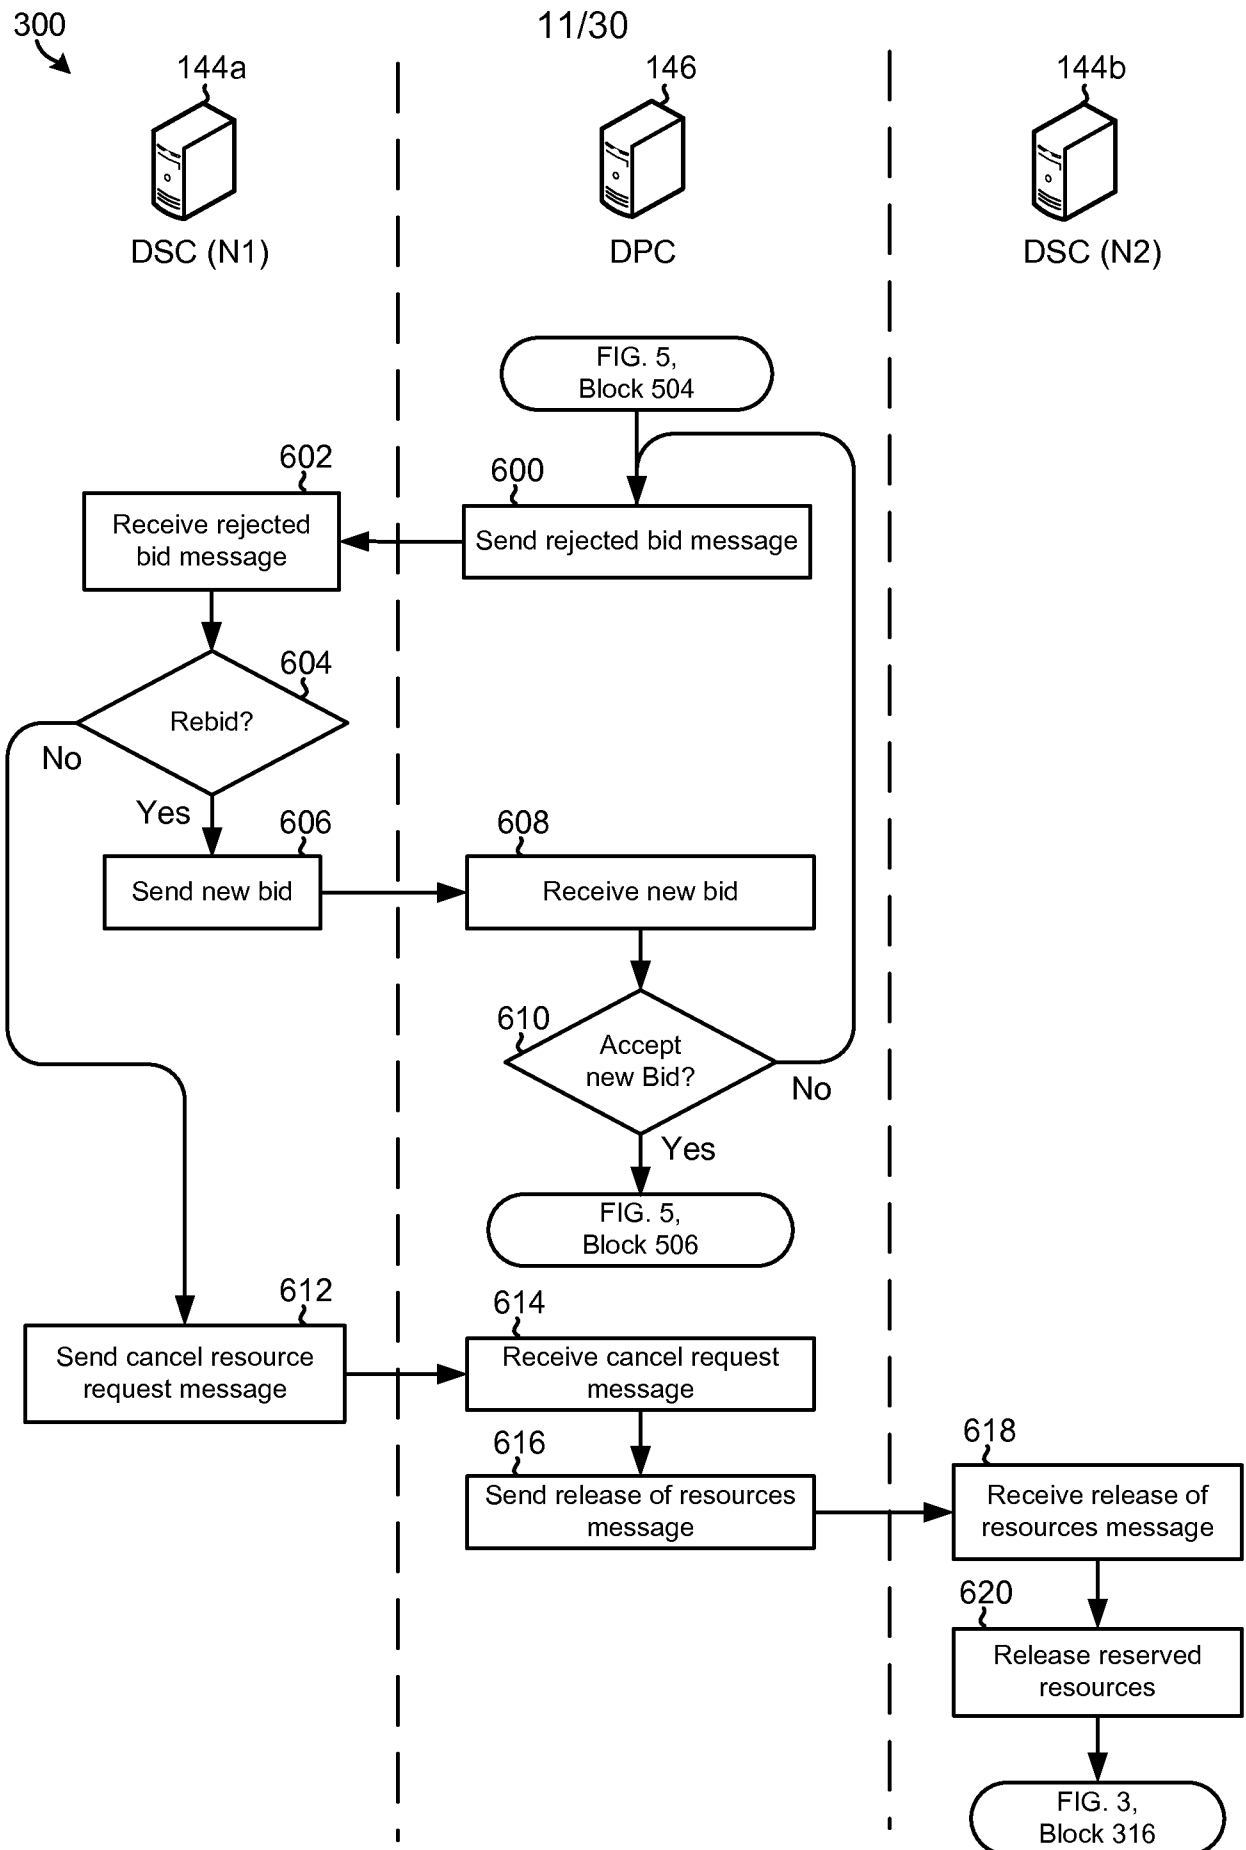 300
11/30
144a
146
144b
DSC (N1)
DPC
DSC (N2)
FIG. 5,
Block 504
602
600
Receive rejected
bid message
Send rejected bid message
604
Rebid?
No
Yes
606
608
Send new bid
Receive new bid
610
Accept
new Bid?
No
Yes
FIG. 5,
Block 506
612
614
Send cancel resource
request message
Receive cancel request
message
616
618
Send release of resources
message
Receive release of
resources message
620
Release reserved
resources
FIG. 3,
Block 316